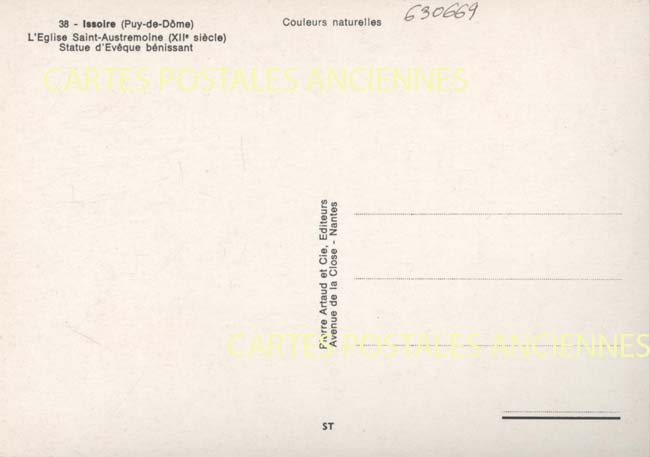 38 - Issoire (Puy-de-Dôme)
L'Eglise Saint-Austremoine (XIIe siècle)
Statue d'Evêque bénissant
Couleurs naturelles
630669
CARTES POSTALES ANCIENNES
Pierre Artaud et Cie, Editeurs
Avenue de la Close - Nantes
CARTES POSTALES ANCIENNES
ST